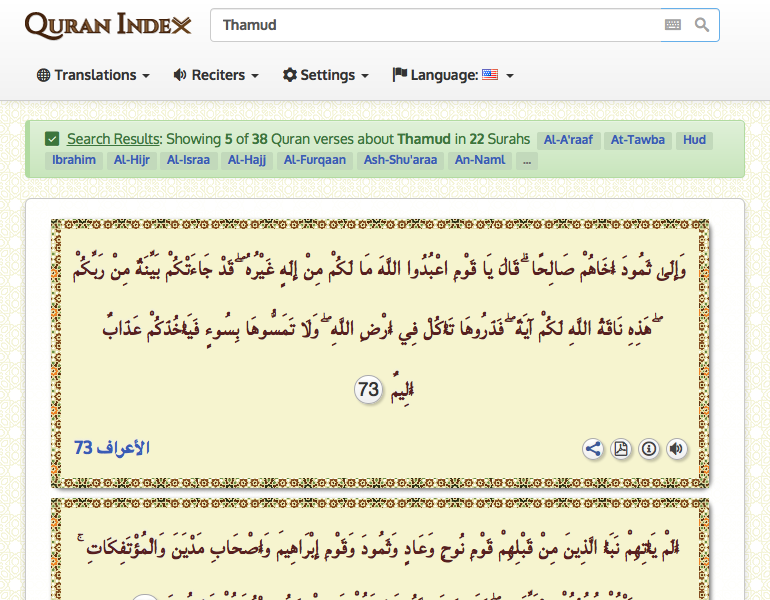 QURAN INDEX
Thamud
Translations Reciters Settings Language:
Search Results: Showing 5 of 38 Quran verses about Thamud in 22 Surahs Al-A'raaf At-Tawba Hud
Ibrahim Al-Hijr Al-Israa Al-Hajj Al-Furqaan Ash-Shu'araa An-Naml ...
وَإِلَىٰ ثَمُودَ أَخَاهُمْ صَالِحًا ۗ قَالَ يَا قَوْمِ اعْبُدُوا اللَّهَ مَا لَكُمْ مِنْ إِلَٰهٍ غَيْرُهُ ۖ قَدْ جَاءَتْكُمْ بَيِّنَةٌ مِنْ رَبِّكُمْ
ۖ هَٰذِهِ نَاقَةُ اللَّهِ لَكُمْ آيَةً ۖ فَذَرُوهَا تَأْكُلْ فِي أَرْضِ اللَّهِ ۖ وَلَا تَمَسُّوهَا بِسُوءٍ فَيَأْخُذَكُمْ عَذَابٌ
أَلِيمٌ 73
الأعراف 73
أَلَمْ يَأْتِهِمْ نَبَأُ الَّذِينَ مِنْ قَبْلِهِمْ قَوْمِ نُوحٍ وَعَادٍ وَثَمُودَ وَقَوْمِ إِبْرَاهِيمَ وَأَصْحَابِ مَدْيَنَ وَالْمُؤْتَفِكَاتِ ۚ